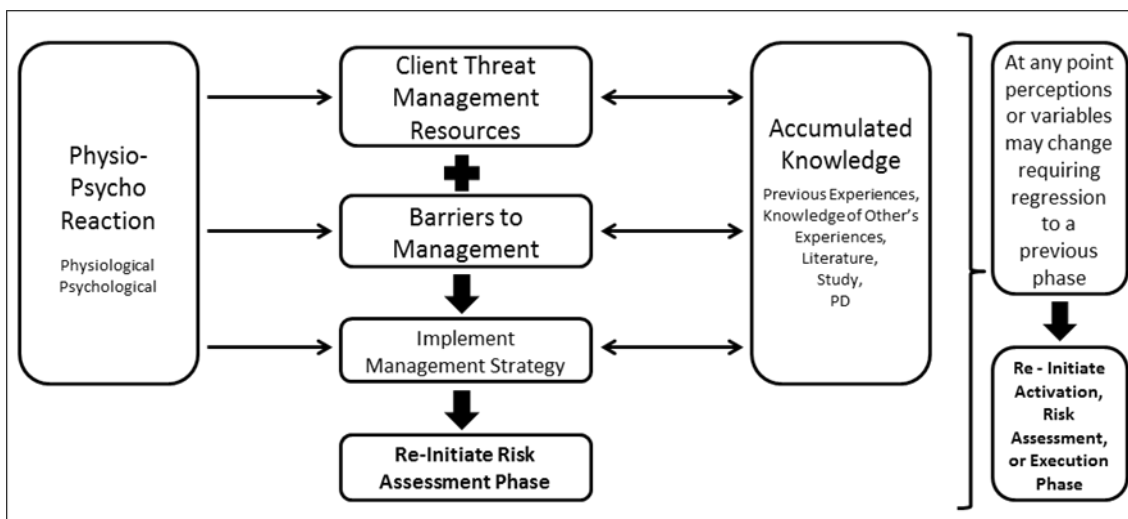 Physio-
Psycho
Reaction
Physiological
Psychological
Client Threat
Management
Resources
Barriers to
Management
Implement
Management Strategy
Re-Initiate Risk
Assessment Phase
Accumulated
Knowledge
Previous Experiences,
Knowledge of Other's
Experiences,
Literature,
Study,
PD
At any point
perceptions
or variables
may change
requiring
regression
to a
previous
phase
Re - Initiate
Activation,
Risk
Assessment,
or Execution
Phase